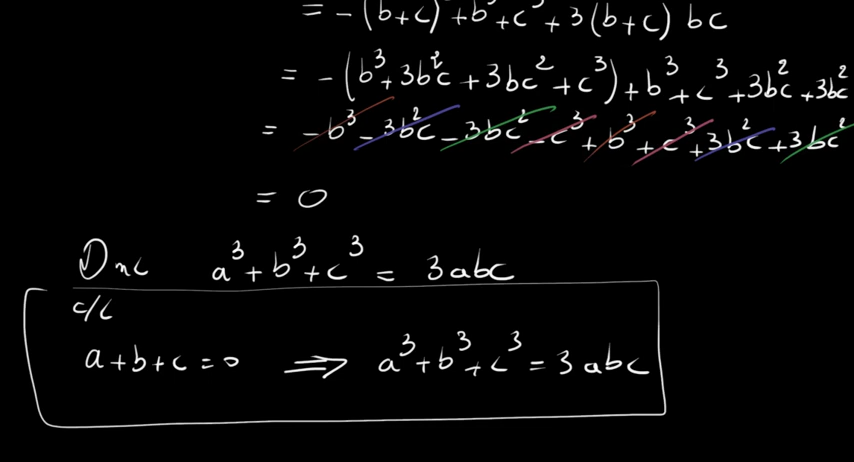 = -(b+c)³ + b³ + c³ + 3(b+c) bc
= -(b³ + 3b²c + 3bc² + c³) + b³ + c³ + 3b²c + 3bc²
= -b³ - 3b²c - 3bc² - c³ + b³ + c³ + 3b²c + 3bc²
= 0
Dnc a³ + b³ + c³ = 3abc
c/c
a + b + c = 0 ⟹ a³ + b³ + c³ = 3abc